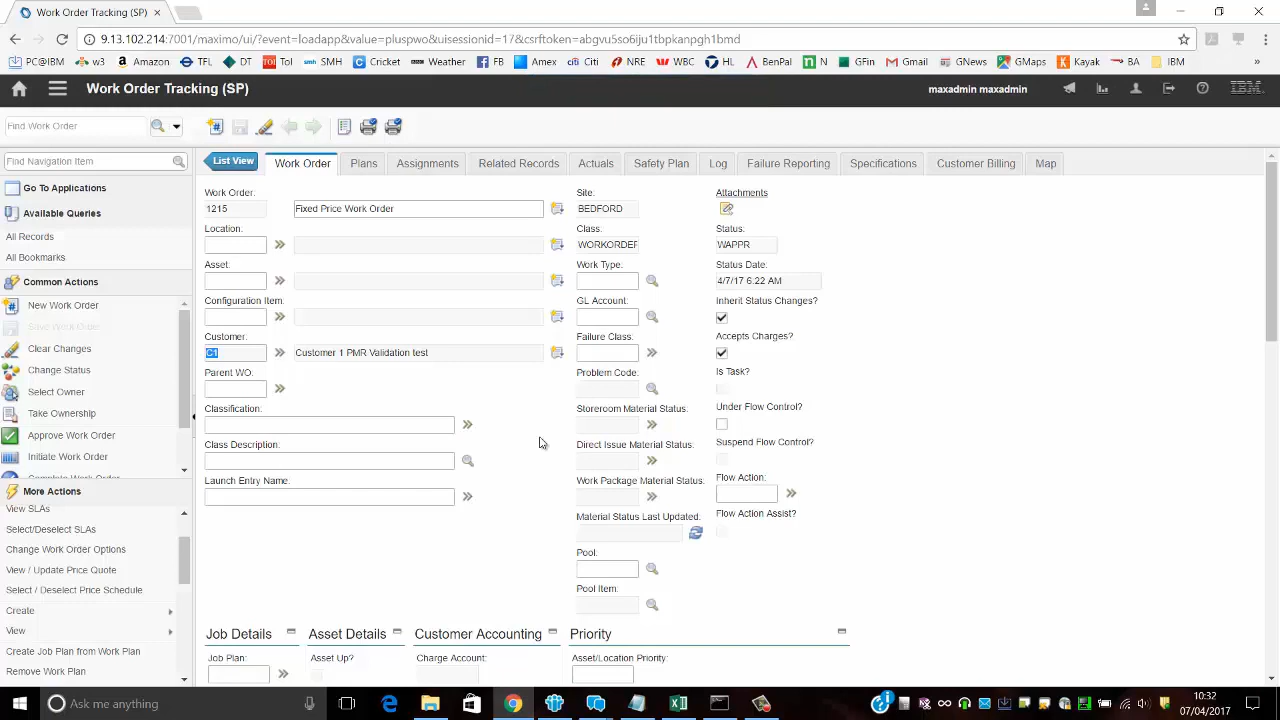 Work Order Tracking (SP)
9.13.102.214:7001/maximo/ui/?event=loadapp&value=pluspwo&uisessionid=17&csrftoken=abgvu5so6iju1tbpkanpgh1bmd
PC@IBM w3 Amazon TFL DT TOI ToI SMH Cricket Weather FB Amex citi Citi NRE WBC HL BenPal N GFin Gmail GNews GMaps Kayak BA IBM »
Work Order Tracking (SP) maxadmin maxadmin IBM
Find Work Order
Find Navigation Item
Go To Applications
Available Queries
All Records
All Bookmarks
Common Actions
New Work Order
Save Work Order
Clear Changes
Change Status
Select Owner
Take Ownership
Approve Work Order
Initiate Work Order
Complete Work Order
More Actions
View SLAs
Select/Deselect SLAs
Change Work Order Options
View / Update Price Quote
Select / Deselect Price Schedule
Create
View
Create Job Plan from Work Plan
Remove Work Plan
List View Work Order Plans Assignments Related Records Actuals Safety Plan Log Failure Reporting Specifications Customer Billing Map
Work Order:
1215 Fixed Price Work Order
Location:
Asset:
Configuration Item:
Customer:
C1 Customer 1 PMR Validation test
Parent WO:
Classification:
Class Description:
Launch Entry Name:
Site:
BEDFORD
Class:
WORKORDER
Work Type:
GL Account:
Failure Class:
Problem Code:
Storeroom Material Status:
Direct Issue Material Status:
Work Package Material Status:
Material Status Last Updated:
Pool:
Pool Item:
Attachments
Status:
WAPPR
Status Date:
4/7/17 6:22 AM
Inherit Status Changes?
Accepts Charges?
Is Task?
Under Flow Control?
Suspend Flow Control?
Flow Action:
Flow Action Assist?
Job Details Asset Details Customer Accounting Priority
Job Plan: Asset Up? Charge Account: Asset/Location Priority:
Ask me anything
10:32
07/04/2017